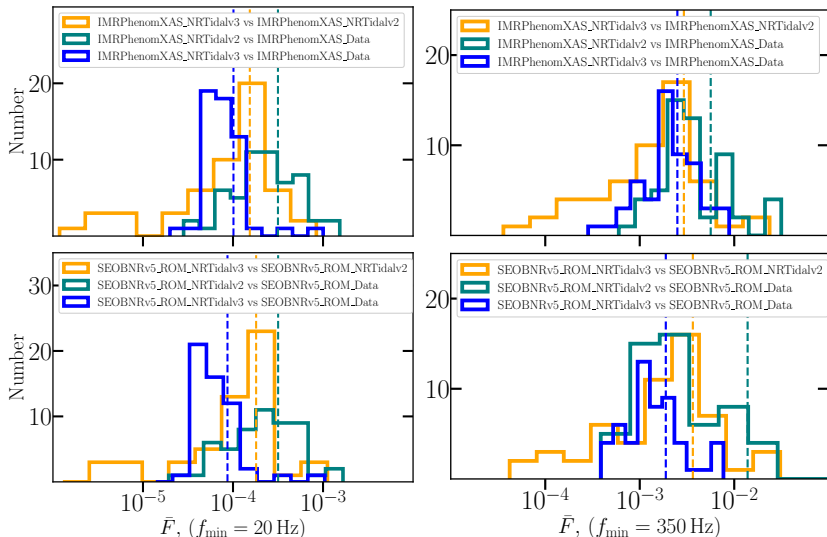 IMRPhenomXAS_NRTidalv3 vs IMRPhenomXAS_NRTidalv2
IMRPhenomXAS_NRTidalv2 vs IMRPhenomXAS_Data
IMRPhenomXAS_NRTidalv3 vs IMRPhenomXAS_Data
20
10
Number
IMRPhenomXAS_NRTidalv3 vs IMRPhenomXAS_NRTidalv2
IMRPhenomXAS_NRTidalv2 vs IMRPhenomXAS_Data
IMRPhenomXAS_NRTidalv3 vs IMRPhenomXAS_Data
20
10
SEOBNRv5_ROM_NRTidalv3 vs SEOBNRv5_ROM_NRTidalv2
SEOBNRv5_ROM_NRTidalv2 vs SEOBNRv5_ROM_Data
SEOBNRv5_ROM_NRTidalv3 vs SEOBNRv5_ROM_Data
30
20
10
Number
10⁻⁵ 10⁻⁴ 10⁻³
F̄, (f_min = 20 Hz)
SEOBNRv5_ROM_NRTidalv3 vs SEOBNRv5_ROM_NRTidalv2
SEOBNRv5_ROM_NRTidalv2 vs SEOBNRv5_ROM_Data
SEOBNRv5_ROM_NRTidalv3 vs SEOBNRv5_ROM_Data
20
10
10⁻⁴ 10⁻³ 10⁻²
F̄, (f_min = 350 Hz)